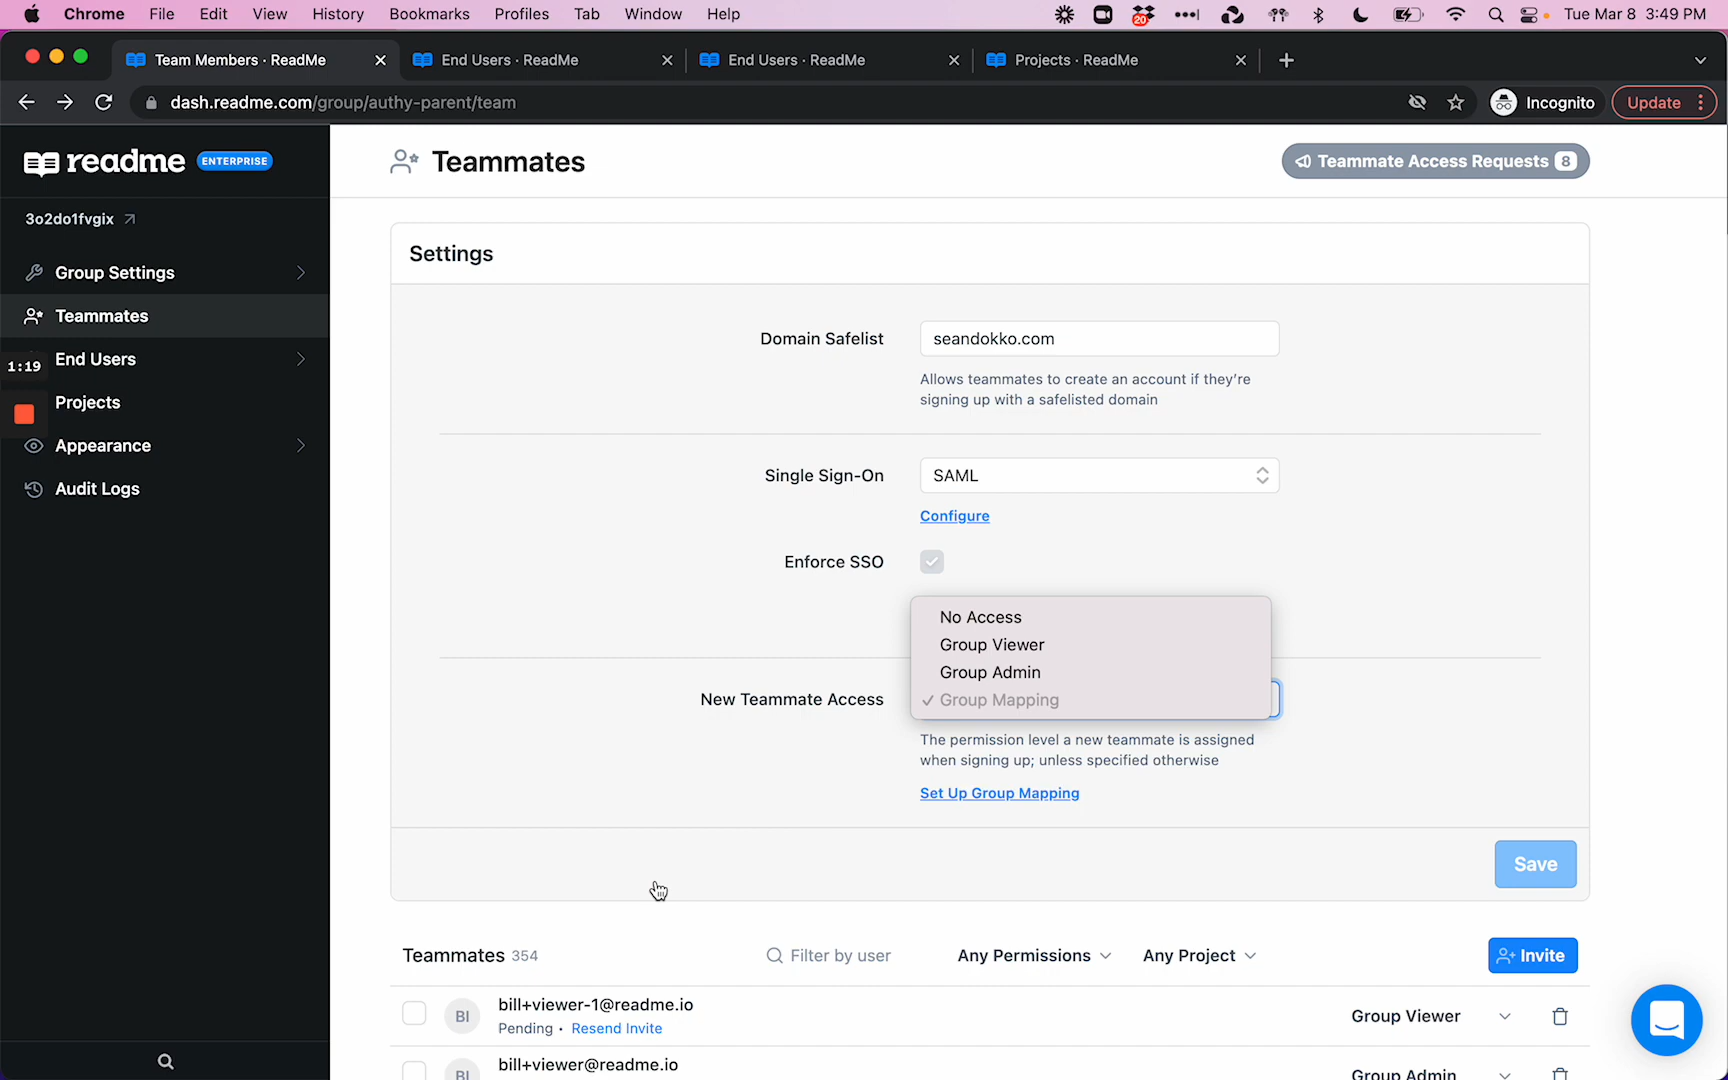 Chrome File Edit View History Bookmarks Profiles Tab Window Help 20 Tue Mar 8 3:49 PM
Team Members · ReadMe End Users · ReadMe End Users · ReadMe Projects · ReadMe
dash.readme.com/group/authy-parent/team Incognito Update
readme ENTERPRISE
Teammates
Teammate Access Requests 8
3o2do1fvgix
Group Settings
Teammates
1:19
End Users
Projects
Appearance
Audit Logs
Settings
Domain Safelist seandokko.com
Allows teammates to create an account if they're
signing up with a safelisted domain
Single Sign-On SAML
Configure
Enforce SSO
No Access
Group Viewer
Group Admin
New Teammate Access Group Mapping
The permission level a new teammate is assigned
when signing up; unless specified otherwise
Set Up Group Mapping
Save
Teammates 354 Filter by user Any Permissions Any Project Invite
BI bill+viewer-1@readme.io
Pending • Resend Invite
Group Viewer
BI bill+viewer@readme.io
Group Admin